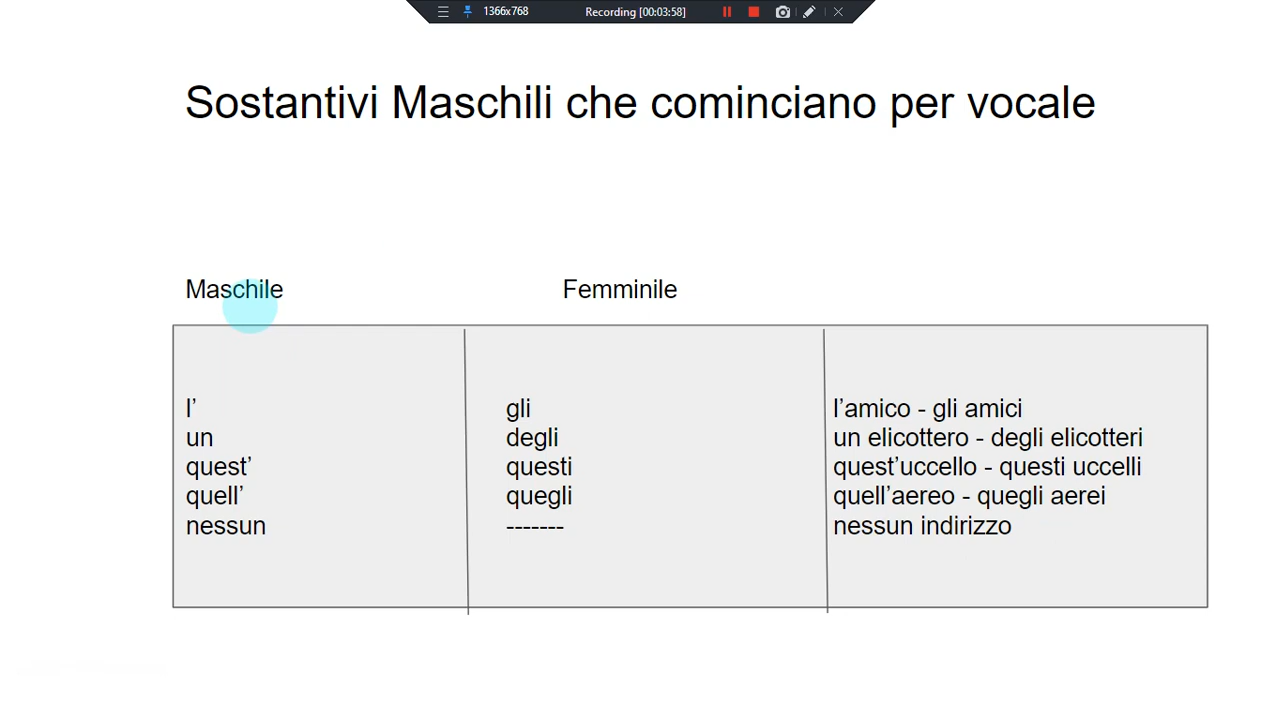 1366x768 Recording [00:03:58]
Sostantivi Maschili che cominciano per vocale
Maschile Femminile
l’ gli l’amico - gli amici
un degli un elicottero - degli elicotteri
quest’ questi quest’uccello - questi uccelli
quell’ quegli quell’aereo - quegli aerei
nessun ------- nessun indirizzo